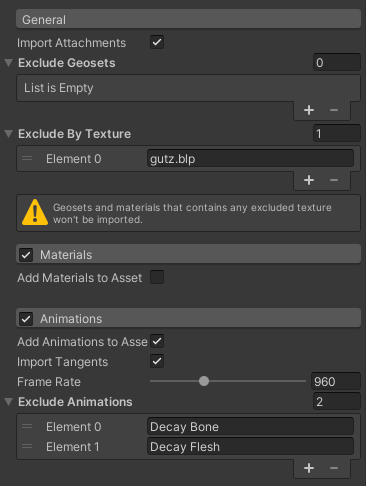 General
Import Attachments
Exclude Geosets 0
List is Empty
Exclude By Texture 1
Element 0 gutz.blp
Geosets and materials that contains any excluded texture
won't be imported.
Materials
Add Materials to Asset
Animations
Add Animations to Asse
Import Tangents
Frame Rate 960
Exclude Animations 2
Element 0 Decay Bone
Element 1 Decay Flesh